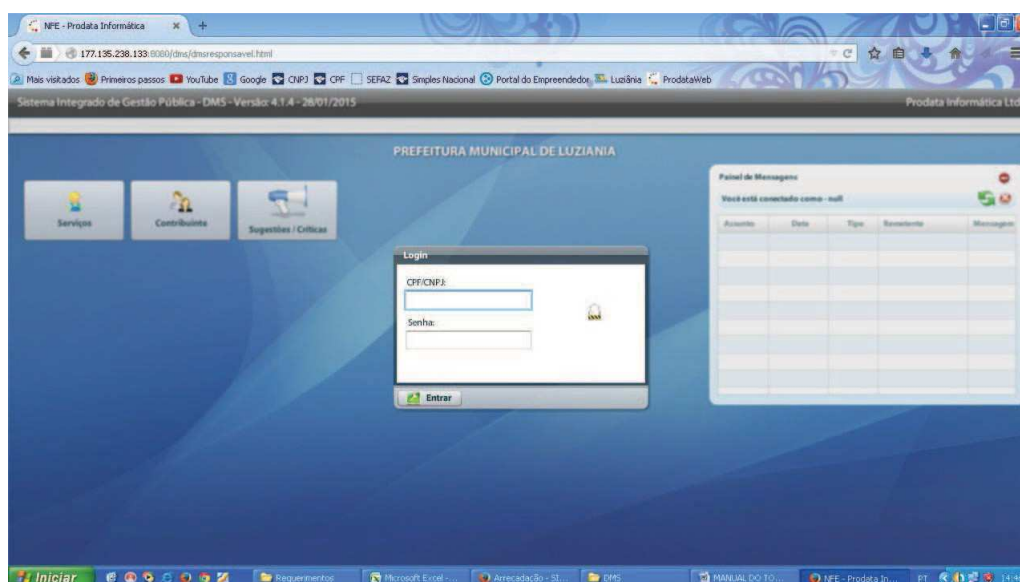 NFE - Prodata Informática
177.135.238.133:8080/dms/dmsresponsavel.html
Mais visitados Primeiros passos YouTube Google CNPJ CPF SEFAZ Simples Nacional Portal do Empreendedor Luziânia ProdataWeb
Sistema Integrado de Gestão Pública - DMS - Versão: 4.1.4 - 28/01/2015 Prodata Informática Ltd
PREFEITURA MUNICIPAL DE LUZIANIA
Painel de Mensagens
Você está conectado como - null
Serviços Contribuinte Sugestões / Críticas
Assunto Data Tipo Remetente Mensagem
Login
CPF/CNPJ:
Senha:
Entrar
Iniciar Requerimentos Microsoft Excel - ... Arrecadação - SI... DMS MANUAL DO TO... NFE - Prodata In... PT